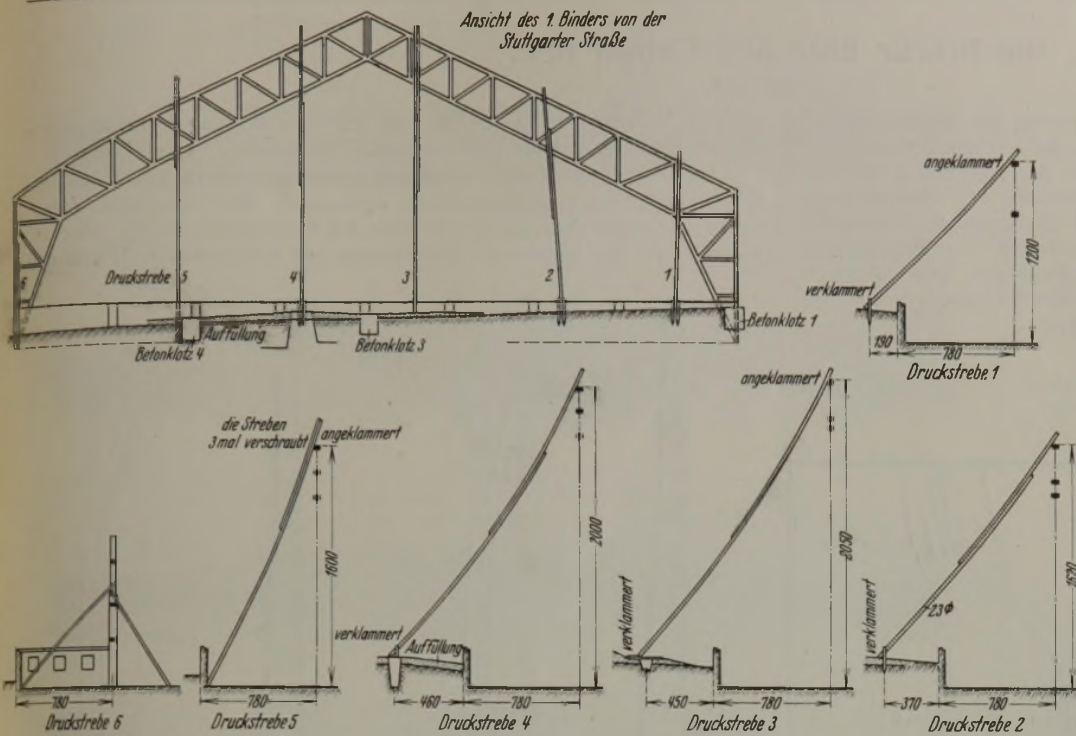 Ansicht des 1. Binders von der
Stuttgarter Straße
6
Druckstrebe 5
4
3
2
1
Auffüllung
Betonklotz 4
Betonklotz 3
Betonklotz 1
angeklammert
verklammert
1200
190
780
Druckstrebe 1
780
Druckstrebe 6
die Streben
3 mal verschraubt
angeklammert
1600
780
Druckstrebe 5
verklammert
Auffüllung
2000
460
780
Druckstrebe 4
angeklammert
verklammert
2050
450
780
Druckstrebe 3
verklammert
23 ϕ
1620
370
780
Druckstrebe 2